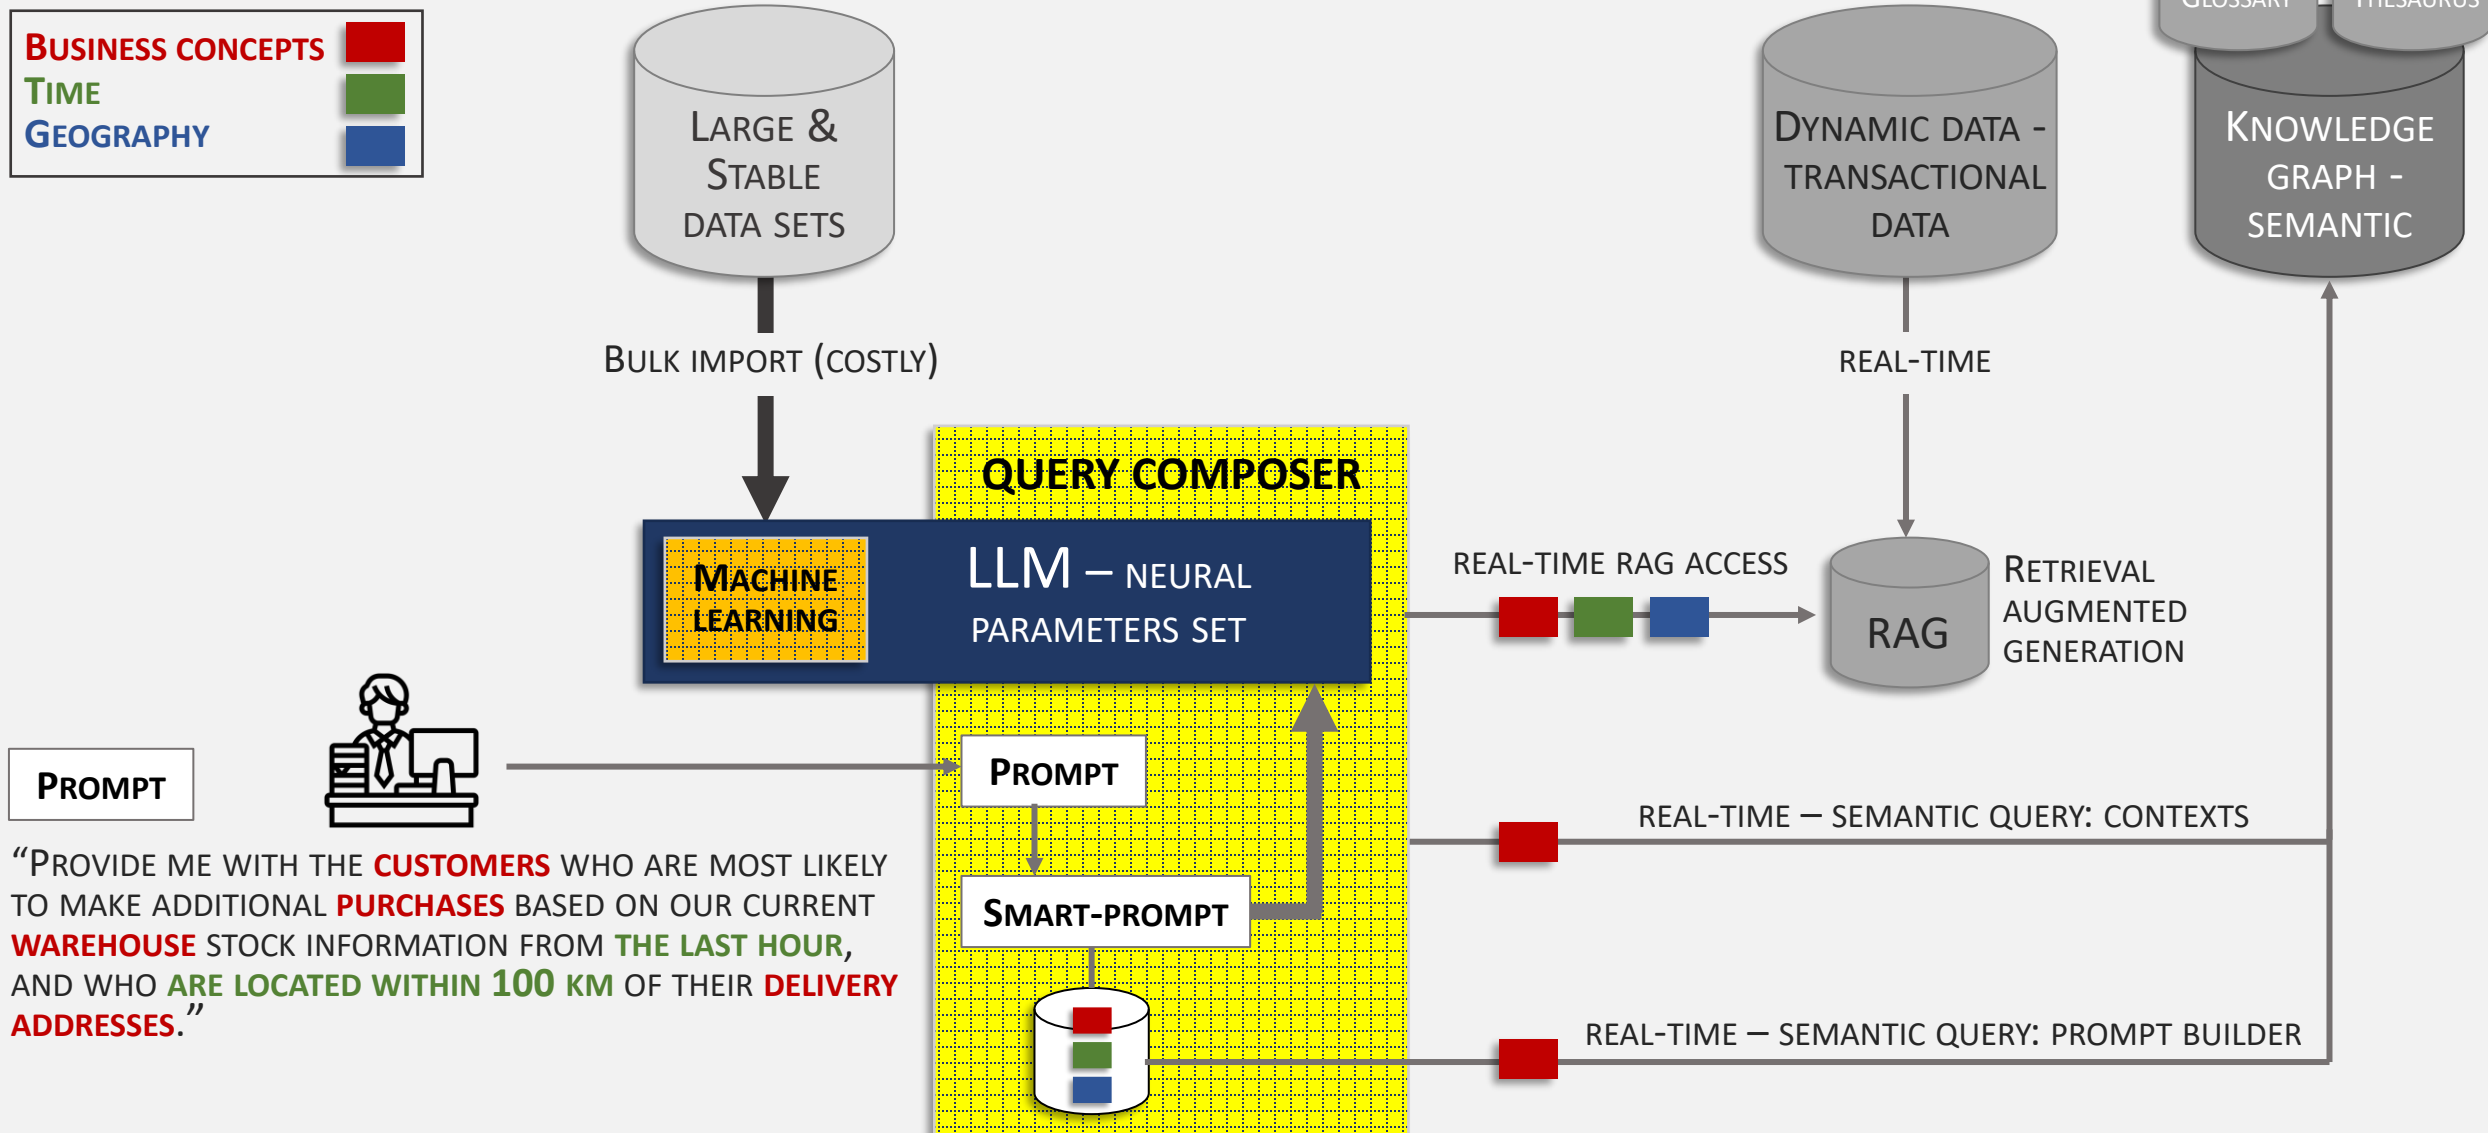 BUSINESS CONCEPTS
TIME
GEOGRAPHY
LARGE &
STABLE
DATA SETS
DYNAMIC DATA -
TRANSACTIONAL
DATA
GLOSSARY
THESAURUS
KNOWLEDGE
GRAPH -
SEMANTIC
BULK IMPORT (COSTLY)
REAL-TIME
QUERY COMPOSER
MACHINE
LEARNING
LLM – NEURAL
PARAMETERS SET
REAL-TIME RAG ACCESS
RAG
RETRIEVAL
AUGMENTED
GENERATION
PROMPT
PROMPT
SMART-PROMPT
REAL-TIME – SEMANTIC QUERY: CONTEXTS
“PROVIDE ME WITH THE CUSTOMERS WHO ARE MOST LIKELY
TO MAKE ADDITIONAL PURCHASES BASED ON OUR CURRENT
WAREHOUSE STOCK INFORMATION FROM THE LAST HOUR,
AND WHO ARE LOCATED WITHIN 100 KM OF THEIR DELIVERY
ADDRESSES.”
REAL-TIME – SEMANTIC QUERY: PROMPT BUILDER